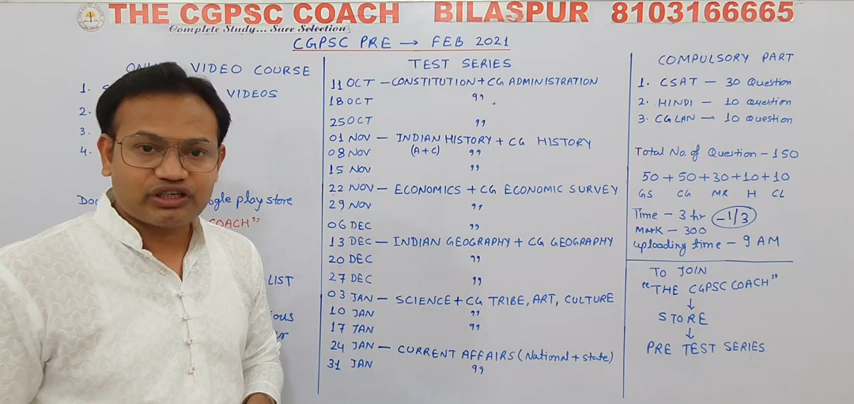 THE CGPSC COACH BILASPUR 8103166665
Complete Study... Sure Selection
CGPSC PRE → FEB 2021
VIDEO COURSE
1.
VIDEOS
2.
3.
4.
play store
COACH"
LIST
TEST SERIES
11 OCT - CONSTITUTION + CG ADMINISTRATION
18 OCT "
25 OCT "
01 NOV - INDIAN HISTORY + CG HISTORY
08 NOV (A+C) "
15 NOV "
22 NOV - ECONOMICS + CG ECONOMIC SURVEY
29 NOV "
06 DEC "
13 DEC - INDIAN GEOGRAPHY + CG GEOGRAPHY
20 DEC "
27 DEC "
03 JAN - SCIENCE + CG TRIBE, ART, CULTURE
10 JAN "
17 JAN "
24 JAN - CURRENT AFFAIRS (National + state)
31 JAN "
COMPULSORY PART
1. CSAT - 30 Question
2. HINDI - 10 Question
3. CG LAN → 10 Question
Total No. of Question - 150
50 + 50 + 30 + 10 + 10
GS CG MR H CL
Time - 3 hr (-1/3)
Mark - 300
Uploading time - 9 AM
TO JOIN
"THE CGPSC COACH"
↓
STORE
↓
PRE TEST SERIES